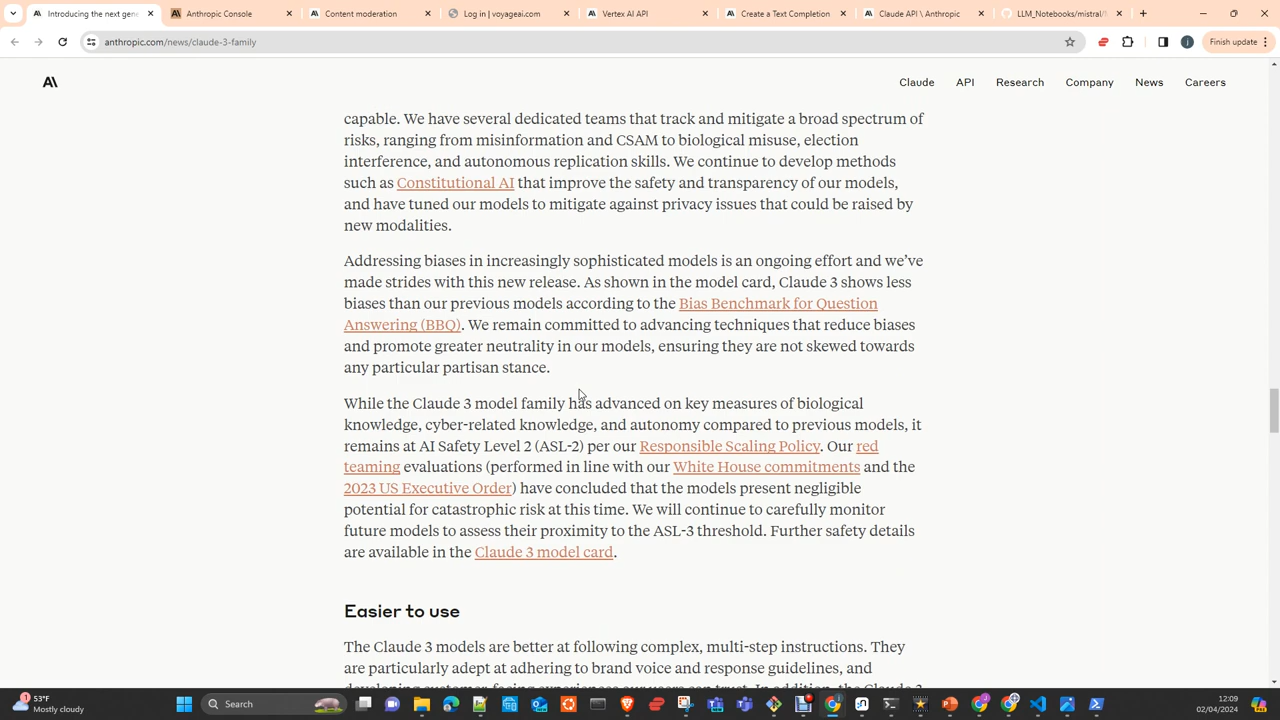 Introducing the next gene
Anthropic Console
Content moderation
Log in | voyageai.com
Vertex AI API
Create a Text Completion
Claude API \ Anthropic
LLM_Notebooks/mistral/
anthropic.com/news/claude-3-family
Finish update
Claude
API
Research
Company
News
Careers
capable. We have several dedicated teams that track and mitigate a broad spectrum of
risks, ranging from misinformation and CSAM to biological misuse, election
interference, and autonomous replication skills. We continue to develop methods
such as Constitutional AI that improve the safety and transparency of our models,
and have tuned our models to mitigate against privacy issues that could be raised by
new modalities.
Addressing biases in increasingly sophisticated models is an ongoing effort and we’ve
made strides with this new release. As shown in the model card, Claude 3 shows less
biases than our previous models according to the Bias Benchmark for Question
Answering (BBQ). We remain committed to advancing techniques that reduce biases
and promote greater neutrality in our models, ensuring they are not skewed towards
any particular partisan stance.
While the Claude 3 model family has advanced on key measures of biological
knowledge, cyber-related knowledge, and autonomy compared to previous models, it
remains at AI Safety Level 2 (ASL-2) per our Responsible Scaling Policy. Our red
teaming evaluations (performed in line with our White House commitments and the
2023 US Executive Order) have concluded that the models present negligible
potential for catastrophic risk at this time. We will continue to carefully monitor
future models to assess their proximity to the ASL-3 threshold. Further safety details
are available in the Claude 3 model card.
Easier to use
The Claude 3 models are better at following complex, multi-step instructions. They
are particularly adept at adhering to brand voice and response guidelines, and
developing customer-facing experiences our users can trust. In addition, the Claude 3
53°F
Mostly cloudy
Search
12:09
02/04/2024